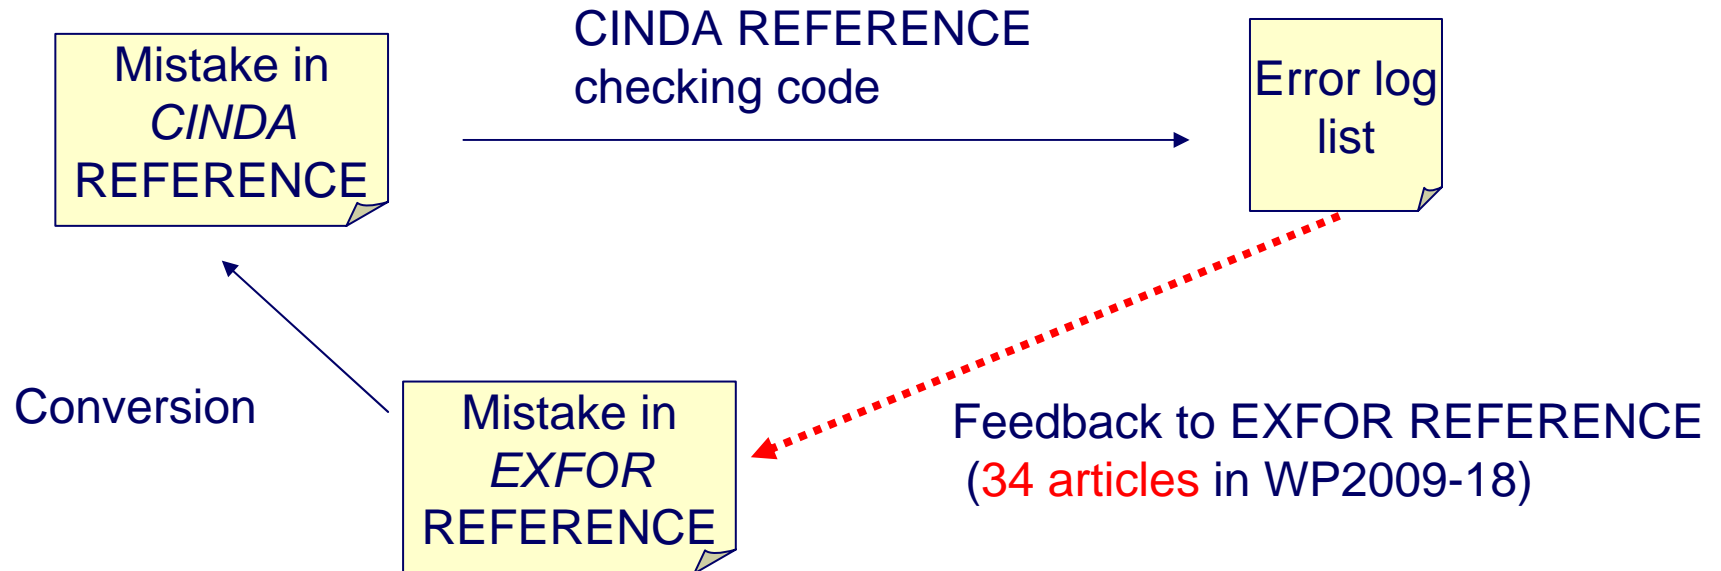 Mistake in
CINDA
REFERENCE
CINDA REFERENCE
checking code
Error log
list
Conversion
Mistake in
EXFOR
REFERENCE
Feedback to EXFOR REFERENCE
(34 articles in WP2009-18)